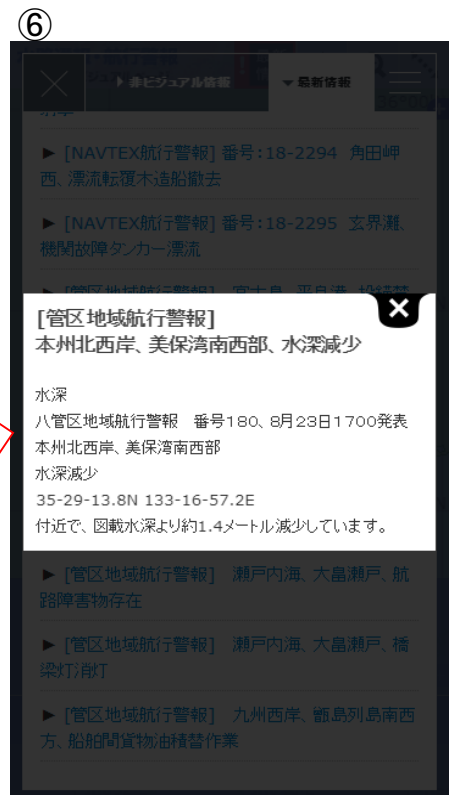 ⑥
▶非ビジュアル情報
▼最新情報
▶ [NAVTEX航行警報] 番号:18-2294 角田岬
西、漂流転覆木造船撤去
▶ [NAVTEX航行警報] 番号:18-2295 玄界灘、
機関故障タンカー漂流
[管区地域航行警報]
本州北西岸、美保湾南西部、水深減少
水深
八管区地域航行警報 番号180、8月23日1700発表
本州北西岸、美保湾南西部
水深減少
35-29-13.8N 133-16-57.2E
付近で、図載水深より約1.4メートル減少しています。
▶ [管区地域航行警報] 瀬戸内海、大畠瀬戸、航
路障害物存在
▶ [管区地域航行警報] 瀬戸内海、大畠瀬戸、橋
梁灯消灯
▶ [管区地域航行警報] 九州西岸、甑島列島南西
方、船舶間貨物油積替作業